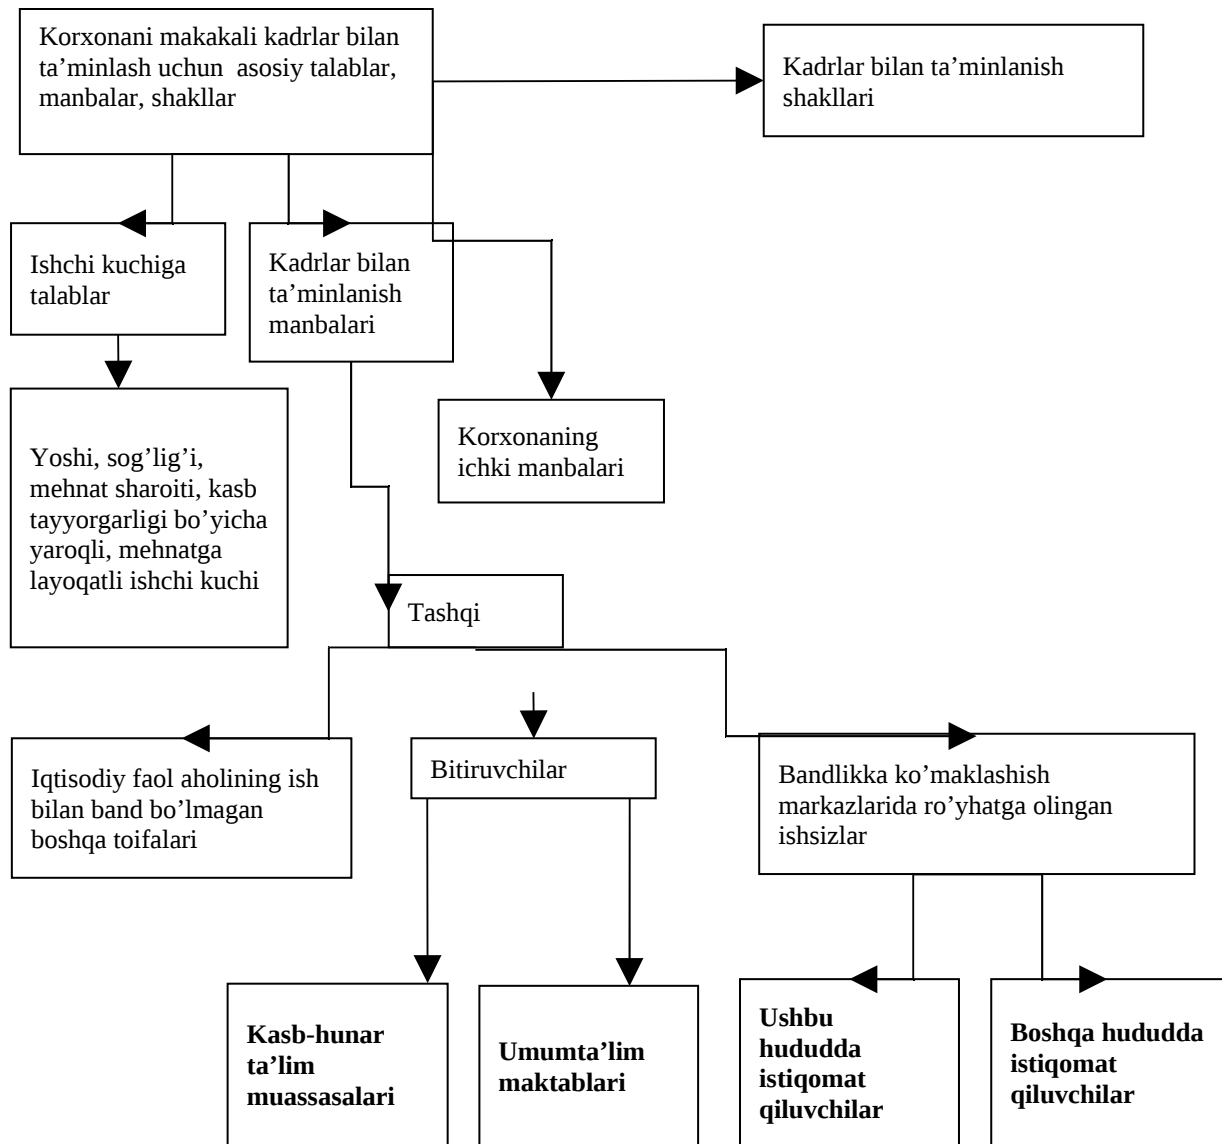 Korxonani makakali kadrlar bilan
ta’minlash uchun  asosiy talablar,
manbalar, shakllar
Kadrlar bilan ta’minlanish
shakllari
Ishchi kuchiga
talablar
Kadrlar bilan
ta’minlanish
manbalari
Yoshi, sog’lig’i,
mehnat sharoiti, kasb
tayyorgarligi bo’yicha
yaroqli, mehnatga
layoqatli ishchi kuchi
Korxonaning
ichki manbalari
Tashqi
Iqtisodiy faol aholining ish
bilan band bo’lmagan
boshqa toifalari
Bitiruvchilar
Bandlikka ko’maklashish
markazlarida ro’yhatga olingan
ishsizlar
Kasb-hunar
ta’lim
muassasalari
Umumta’lim
maktablari
Ushbu
hududda
istiqomat
qiluvchilar
Boshqa hududda
istiqomat
qiluvchilar